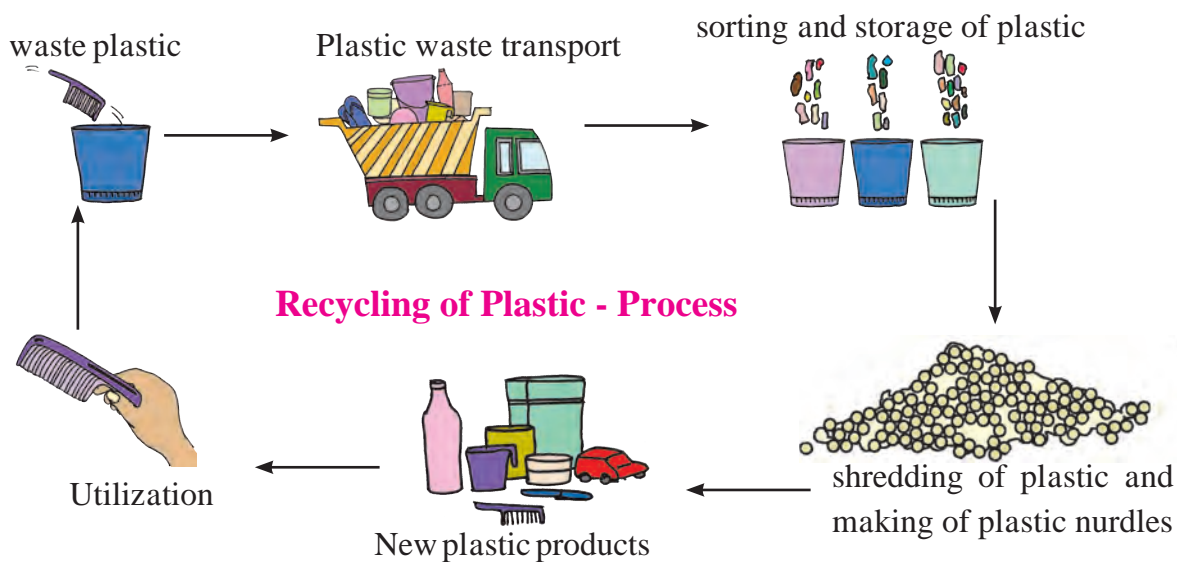 waste plastic
Plastic waste transport
sorting and storage of plastic
Recycling of Plastic - Process
shredding of plastic and
making of plastic nurdles
New plastic products
Utilization